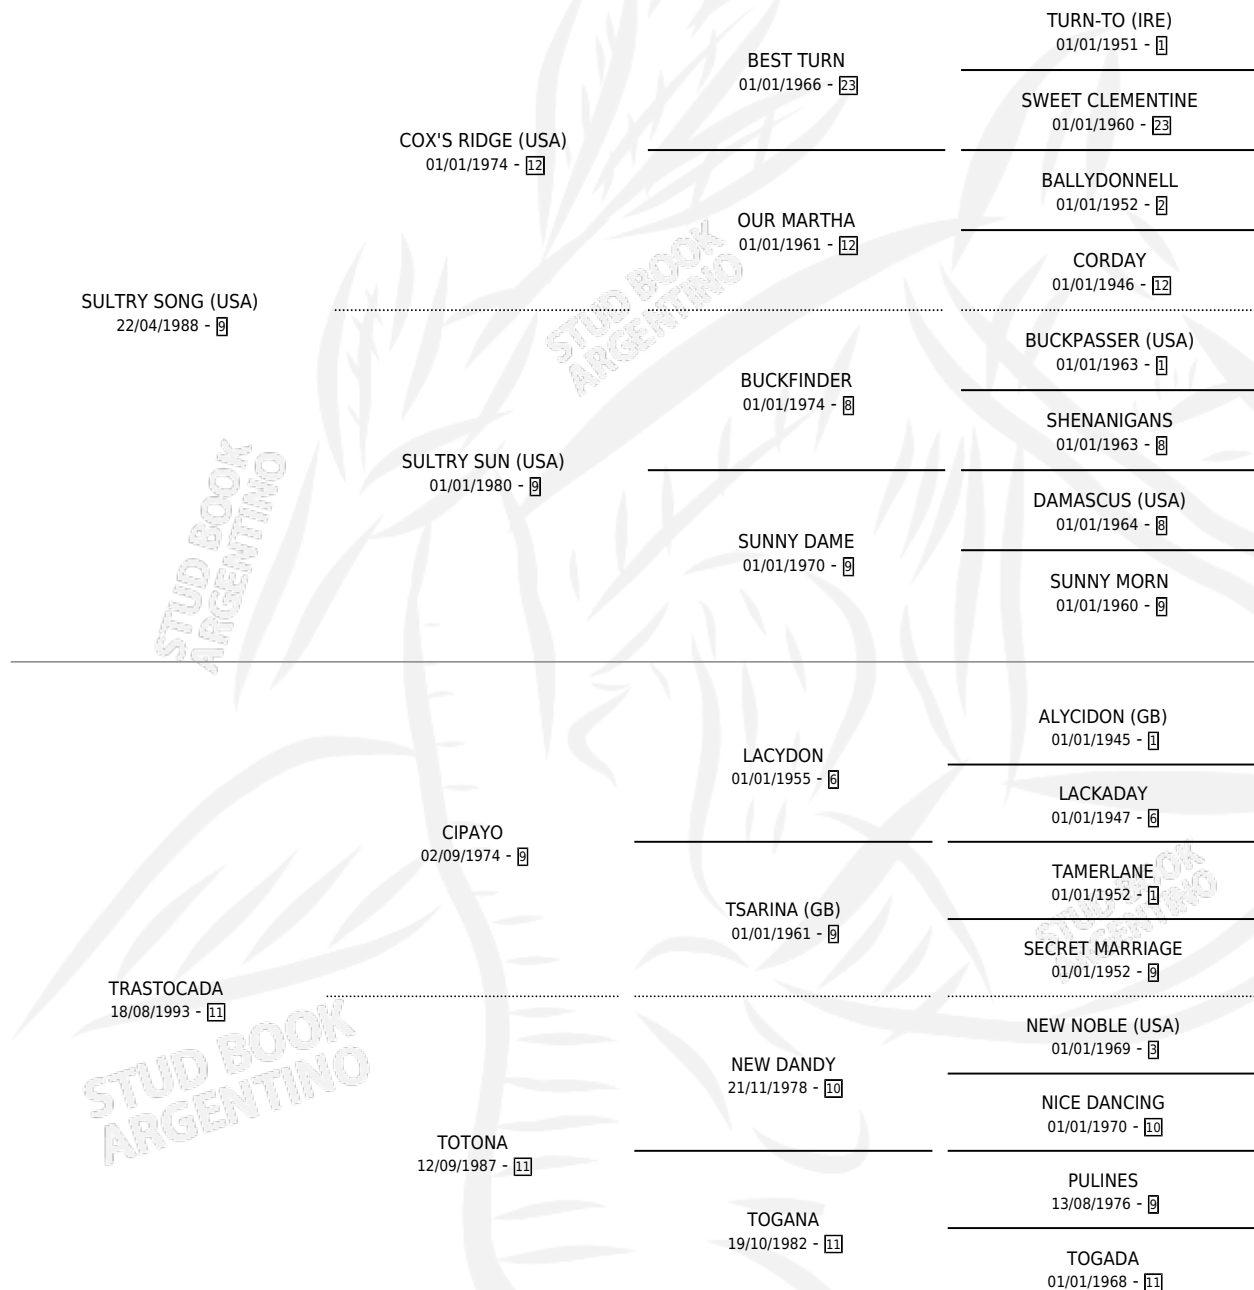 TURN-TO (IRE)
01/01/1951 - 1
BEST TURN
01/01/1966 - 23
SWEET CLEMENTINE
01/01/1960 - 23
COX'S RIDGE (USA)
01/01/1974 - 12
BALLYDONNELL
01/01/1952 - 2
OUR MARTHA
01/01/1961 - 12
CORDAY
01/01/1946 - 12
SULTRY SONG (USA)
22/04/1988 - 9
BUCKPASSER (USA)
01/01/1963 - 1
BUCKFINDER
01/01/1974 - 8
SHENANIGANS
01/01/1963 - 8
SULTRY SUN (USA)
01/01/1980 - 9
DAMASCUS (USA)
01/01/1964 - 8
SUNNY DAME
01/01/1970 - 9
SUNNY MORN
01/01/1960 - 9
ALYCIDON (GB)
01/01/1945 - 1
LACYDON
01/01/1955 - 6
LACKADAY
01/01/1947 - 6
CIPAYO
02/09/1974 - 9
TAMERLANE
01/01/1952 - 1
TSARINA (GB)
01/01/1961 - 9
SECRET MARRIAGE
01/01/1952 - 9
TRASTOCADA
18/08/1993 - 11
NEW NOBLE (USA)
01/01/1969 - 3
NEW DANDY
21/11/1978 - 10
NICE DANCING
01/01/1970 - 10
TOTONA
12/09/1987 - 11
PULINES
13/08/1976 - 9
TOGANA
19/10/1982 - 11
TOGADA
01/01/1968 - 11
STUD BOOK
ARGENTINO
STUD BOOK
ARGENTINO
STUD BOOK
ARGENTINO
STUD BOOK
ARGENTINO